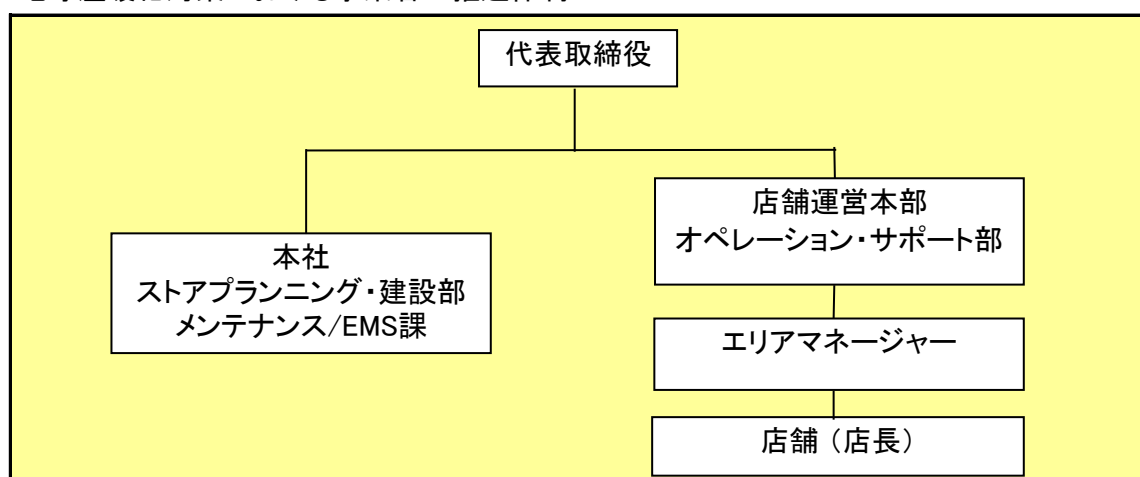 代表取締役
店舗運営本部
オペレーション・サポート部
本社
ストアプランニング・建設部
メンテナンス/EMS課
エリアマネージャー
店舗（店長）